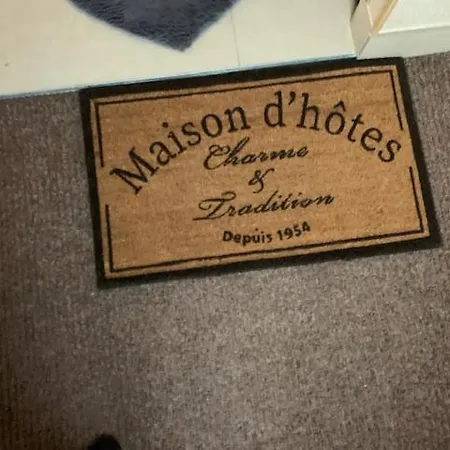 Maison d'hôtes
Charme
&
Tradition
Depuis 1954